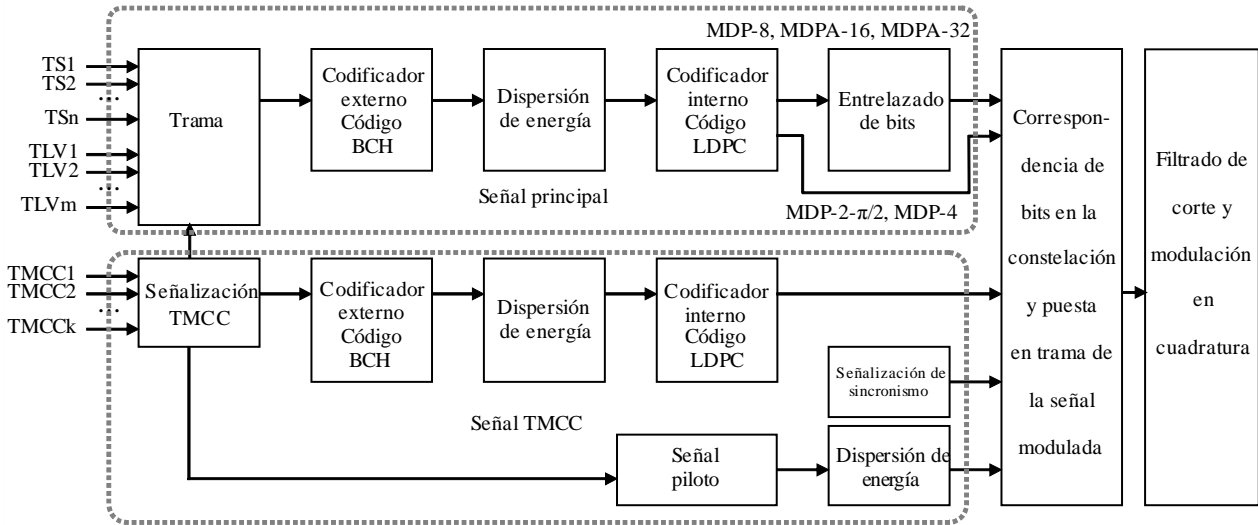 MDP-8, MDPA-16, MDPA-32
TS1
TS2
…
TSn
TLV1
TLV2
…
TLVm
Trama
Codificador
externo
Código
BCH
Dispersión
de energía
Codificador
interno
Código
LDPC
Entrelazado
de bits
Señal principal
MDP-2-π/2, MDP-4
TMCC1
TMCC2
…
TMCCk
Señalización
TMCC
Codificador
externo
Código
BCH
Dispersión
de energía
Codificador
interno
Código
LDPC
Señalización de
sincronismo
Señal TMCC
Señal
piloto
Dispersión de
energía
Correspon-
dencia de
bits en la
constelación
y puesta
en trama de
la señal
modulada
Filtrado de
corte y
modulación
en
cuadratura